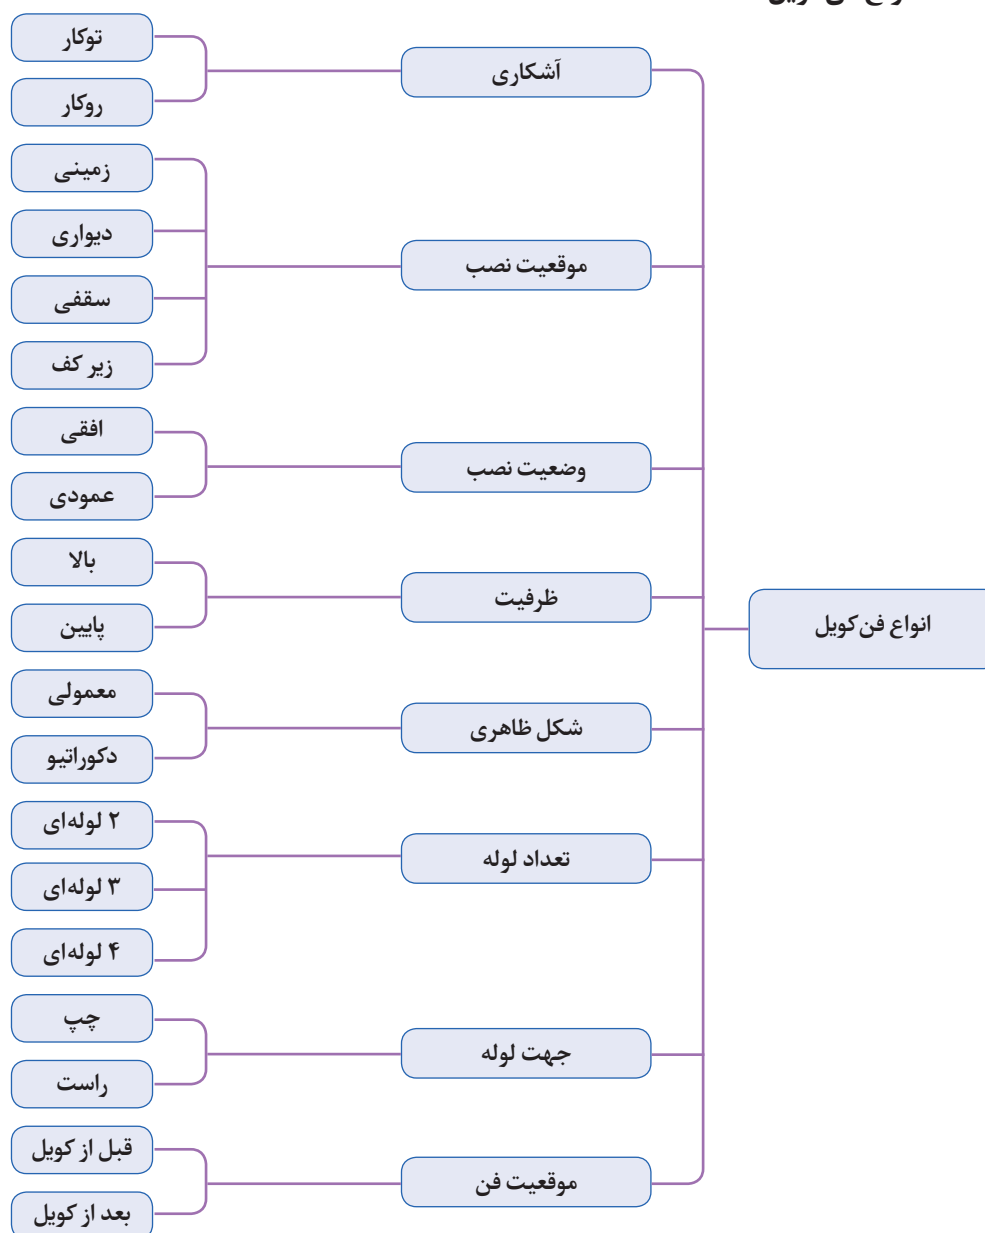 انواع فن‌کویل
آشکاری
توکار
روکار
موقعیت نصب
زمینی
دیواری
سقفی
زیر کف
وضعیت نصب
افقی
عمودی
ظرفیت
بالا
پایین
شکل ظاهری
معمولی
دکوراتیو
تعداد لوله
۲ لوله‌ای
۳ لوله‌ای
۴ لوله‌ای
جهت لوله
چپ
راست
موقعیت فن
قبل از کویل
بعد از کویل